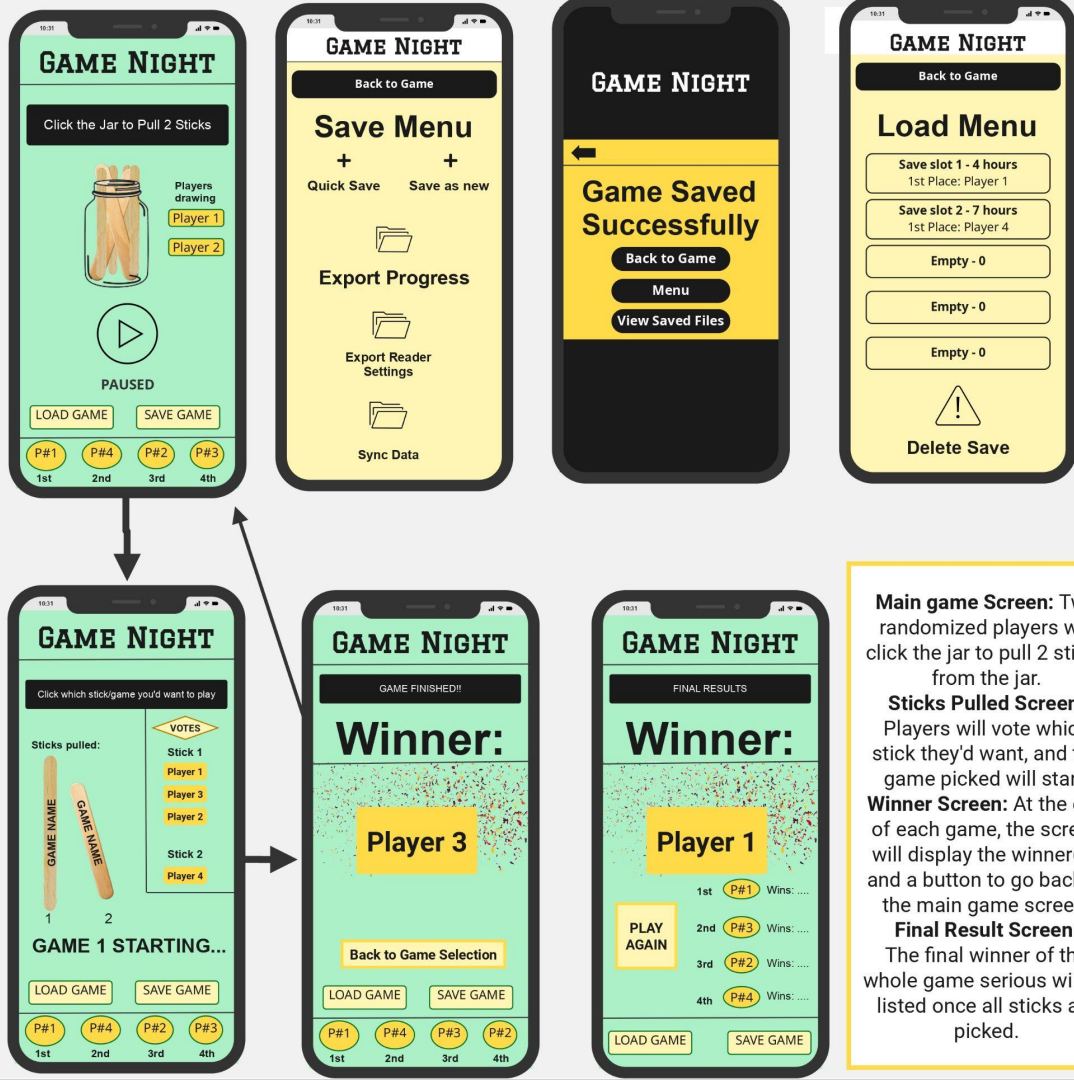 10:31
GAME NIGHT
Click the Jar to Pull 2 Sticks
Players
drawing
Player 1
Player 2
PAUSED
LOAD GAME
SAVE GAME
P#1
P#4
P#2
P#3
1st
2nd
3rd
4th
10:31
GAME NIGHT
Back to Game
Save Menu
+
+
Quick Save
Save as new
Export Progress
Export Reader
Settings
Sync Data
GAME NIGHT
Game Saved
Successfully
Back to Game
Menu
View Saved Files
10:31
GAME NIGHT
Back to Game
Load Menu
Save slot 1 - 4 hours
1st Place: Player 1
Save slot 2 - 7 hours
1st Place: Player 4
Empty - 0
Empty - 0
Empty - 0
!
Delete Save
10:31
GAME NIGHT
Click which stick/game you'd want to play
VOTES
Sticks pulled:
Stick 1
Player 1
Player 3
Player 2
Stick 2
Player 4
GAME NAME
GAME NAME
1
2
GAME 1 STARTING...
LOAD GAME
SAVE GAME
P#1
P#4
P#2
P#3
1st
2nd
3rd
4th
10:31
GAME NIGHT
GAME FINISHED!!
Winner:
Player 3
Back to Game Selection
LOAD GAME
SAVE GAME
P#1
P#4
P#3
P#2
1st
2nd
3rd
4th
10:31
GAME NIGHT
FINAL RESULTS
Winner:
Player 1
PLAY
AGAIN
1st P#1 Wins: ....
2nd P#3 Wins: ....
3rd P#2 Wins: ....
4th P#4 Wins: ....
LOAD GAME
SAVE GAME
Main game Screen:
randomized players
click the jar to pull 2
from the jar.
Sticks Pulled Screen
Players will vote
stick they'd want, and
game picked will
Winner Screen: At the
of each game, the
will display the
and a button to go
the main game
Final Result Screen
The final winner of
whole game serious
listed once all sticks
picked.